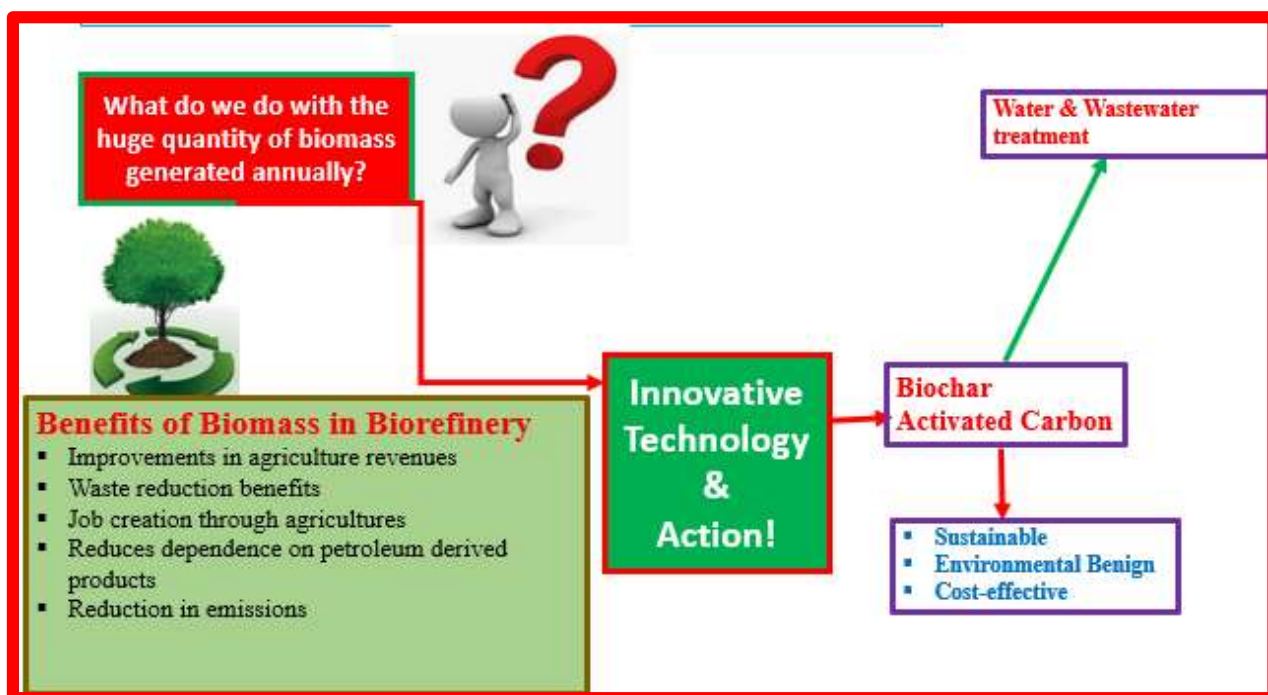 What do we do with the
huge quantity of biomass
generated annually?
Water & Wastewater
treatment
Benefits of Biomass in Biorefinery
▪ Improvements in agriculture revenues
▪ Waste reduction benefits
▪ Job creation through agricultures
▪ Reduces dependence on petroleum derived
products
▪ Reduction in emissions
Innovative
Technology
&
Action!
Biochar
Activated Carbon
▪ Sustainable
▪ Environmental Benign
▪ Cost-effective